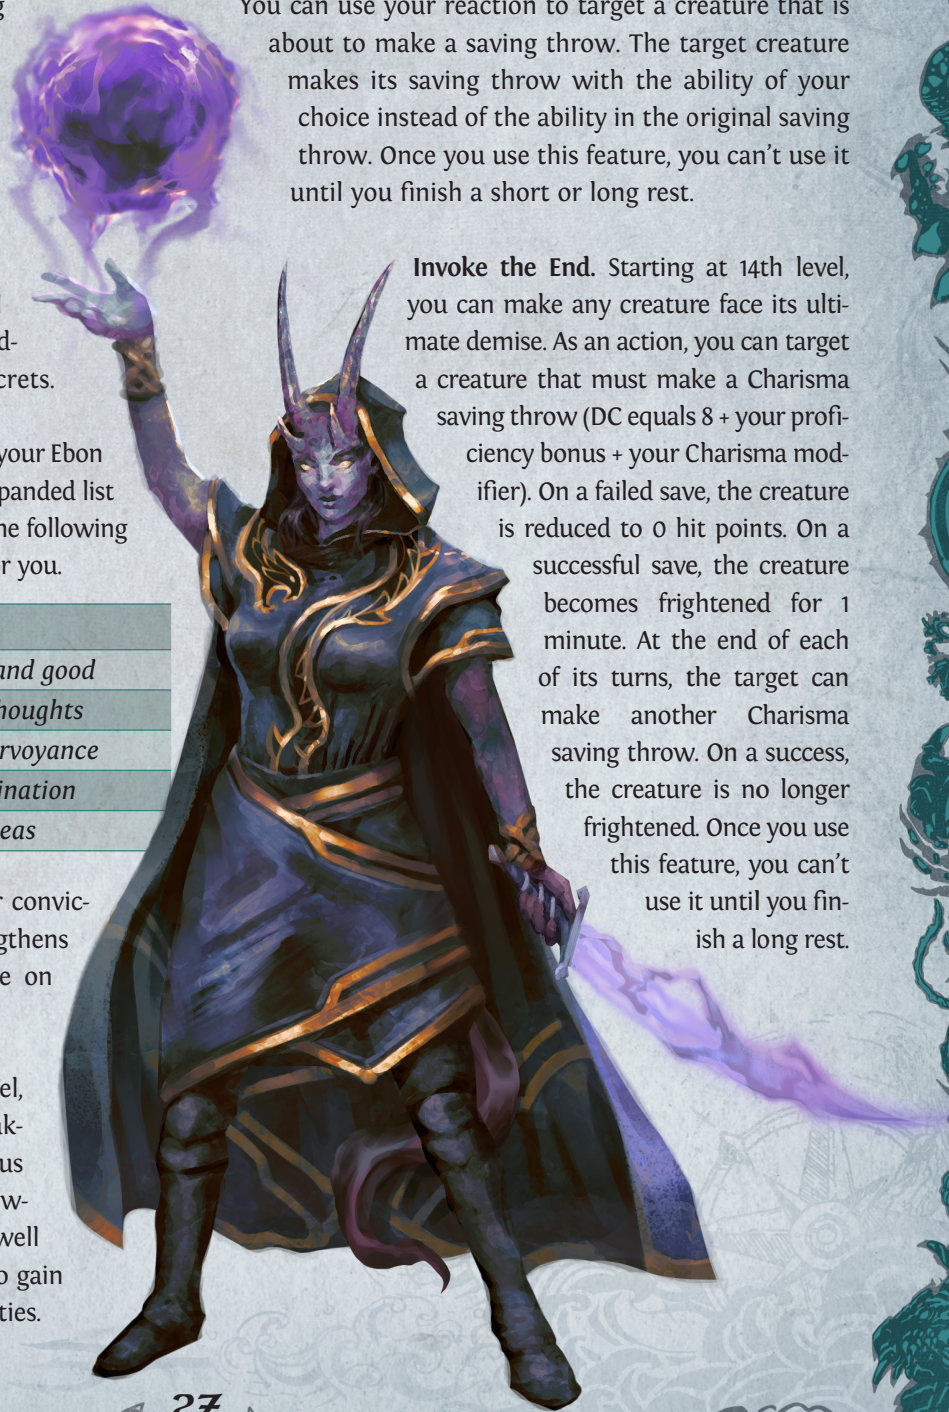 crets.
your Ebon
panded list
he following
r you.
and good
houghts
rvoyance
ination
eas
r convic-
gthens
e on
el,
ak-
us
w-
well
o gain
ties.
You can use your reaction to target a creature that is
about to make a saving throw. The target creature
makes its saving throw with the ability of your
choice instead of the ability in the original saving
throw. Once you use this feature, you can't use it
until you finish a short or long rest.
Invoke the End. Starting at 14th level,
you can make any creature face its ulti-
mate demise. As an action, you can target
a creature that must make a Charisma
saving throw (DC equals 8 + your profi-
ciency bonus + your Charisma mod-
ifier). On a failed save, the creature
is reduced to 0 hit points. On a
successful save, the creature
becomes frightened for 1
minute. At the end of each
of its turns, the target can
make another Charisma
saving throw. On a success,
the creature is no longer
frightened. Once you use
this feature, you can't
use it until you fin-
ish a long rest.
27